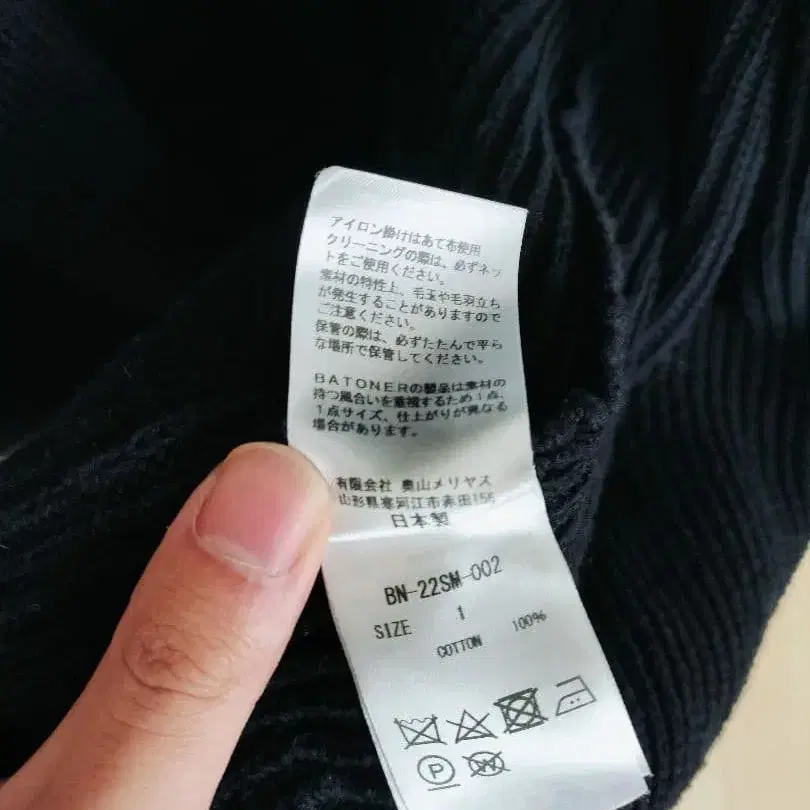 アイロン掛けはあて布使用
クリーニングの際は、必ずネッ
トをご使用ください。
素材の特性上、毛玉や毛羽立ち
が発生することがありますので
ご注意ください。
保管の際は、必ずたたんで平ら
な場所で保管してください。
BATONERの製品は素材の
持つ風合いを重視するため1点、
1点サイズ、仕上がりが異なる
場合があります。
有限会社 奥山メリヤス
山形県寒河江市赤田156
日本製
BN-22SM-002
SIZE 1
COTTON 100%
P W